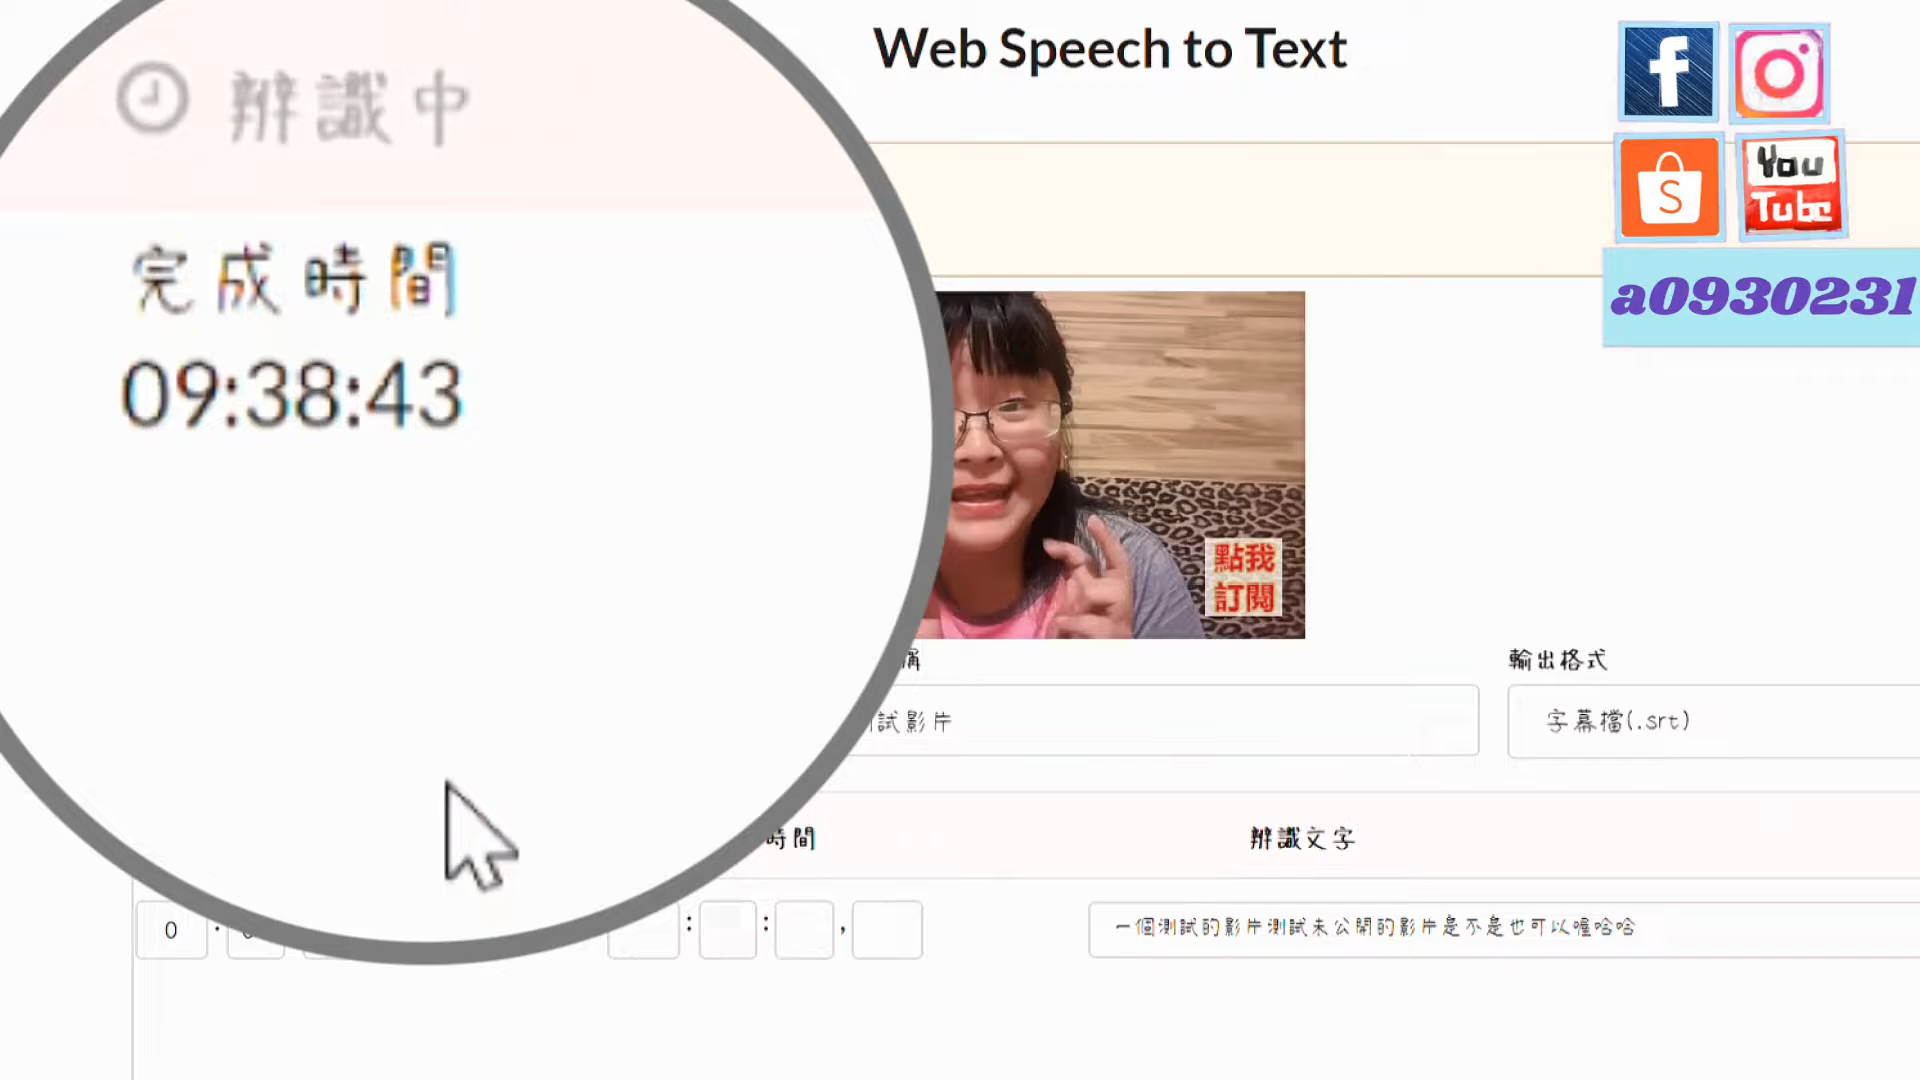 Web Speech to Text
辨識中
完成時間
09:38:43
f
S
You
Tube
a0930231
點我
訂閱
稱
輸出格式
試影片
字幕檔(.srt)
時間
辨識文字
0
:
:
,
一個測試的影片測試未公開的影片是不是也可以喔哈哈